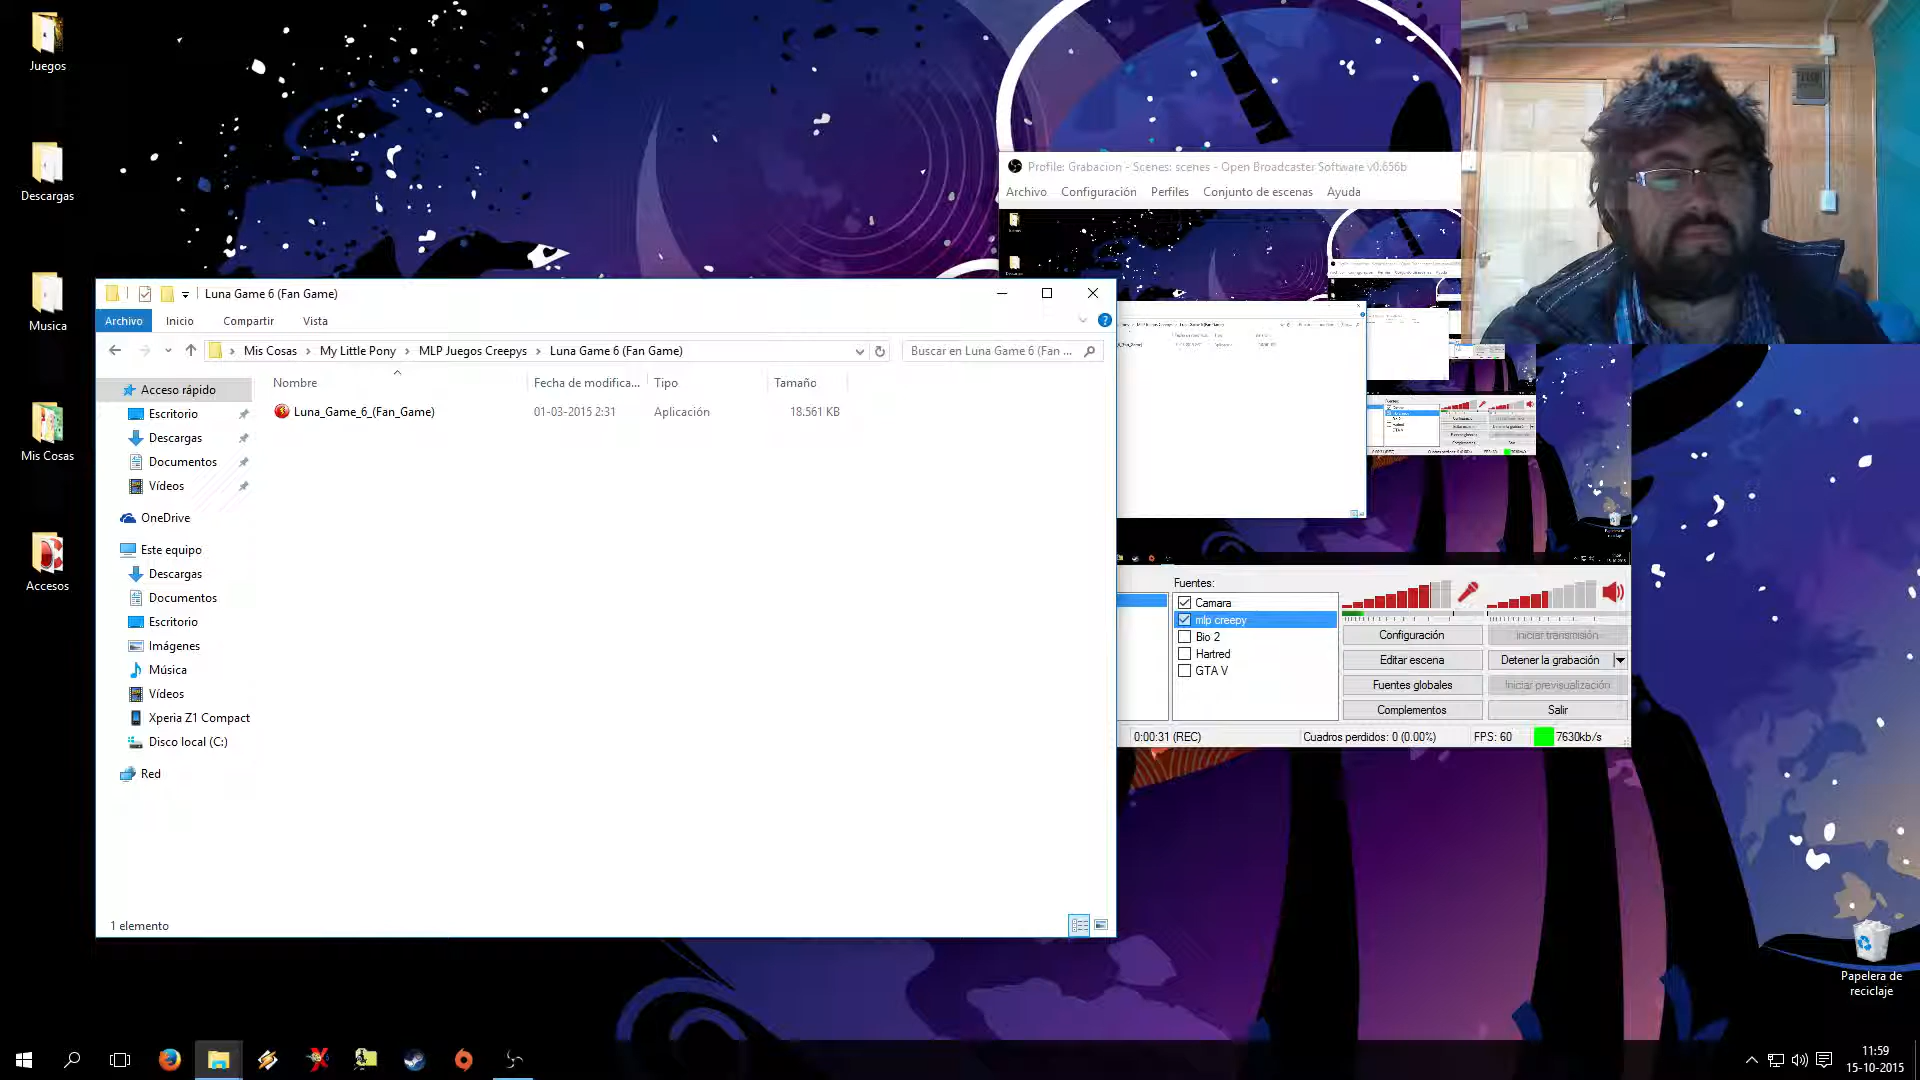 Juegos
Descargas
Musica
Mis Cosas
Accesos
Profile: Grabacion - Scenes: scenes - Open Broadcaster Software v0.656b
Archivo Configuración Perfiles Conjunto de escenas Ayuda
Luna Game 6 (Fan Game)
Archivo Inicio Compartir Vista
Mis Cosas My Little Pony MLP Juegos Creepys Luna Game 6 (Fan Game)
Buscar en Luna Game 6 (Fan ...
Nombre Fecha de modifica... Tipo Tamaño
Luna_Game_6_(Fan_Game) 01-03-2015 2:31 Aplicación 18.561 KB
Acceso rápido
Escritorio
Descargas
Documentos
Vídeos
OneDrive
Este equipo
Descargas
Documentos
Escritorio
Imágenes
Música
Vídeos
Xperia Z1 Compact
Disco local (C:)
Red
1 elemento
Fuentes:
Camara
mlp creepy
Bio 2
Hartred
GTA V
Configuración Iniciar transmisión
Editar escena Detener la grabación
Fuentes globales Iniciar previsualización
Complementos Salir
0:00:31 (REC) Cuadros perdidos: 0 (0.00%) FPS: 60 7630kb/s
Papelera de
reciclaje
11:59
15-10-2015